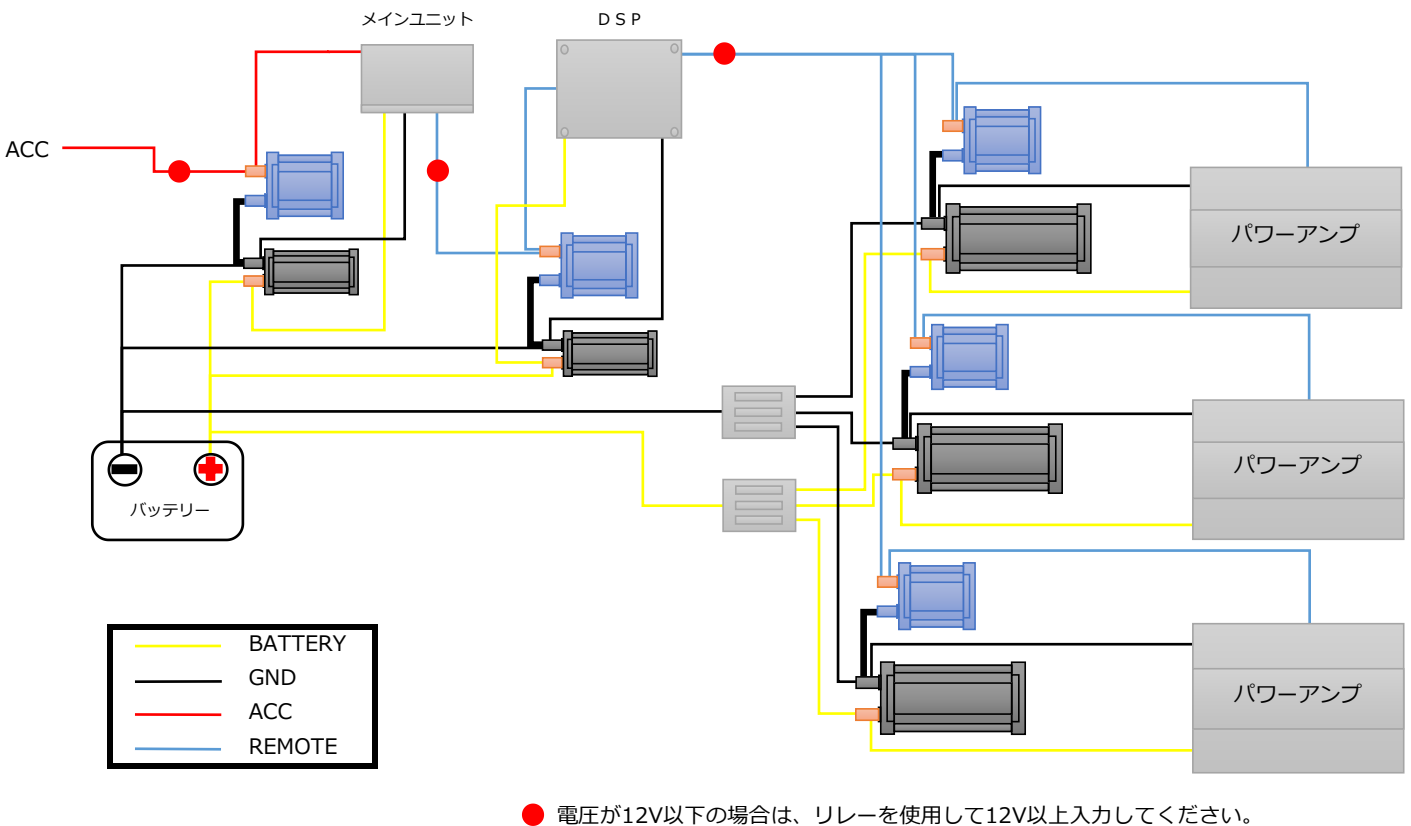 メインユニット
ＤＳＰ
ACC
パワーアンプ
パワーアンプ
バッテリー
BATTERY
GND
ACC
REMOTE
パワーアンプ
電圧が12V以下の場合は、リレーを使用して12V以上入力してください。